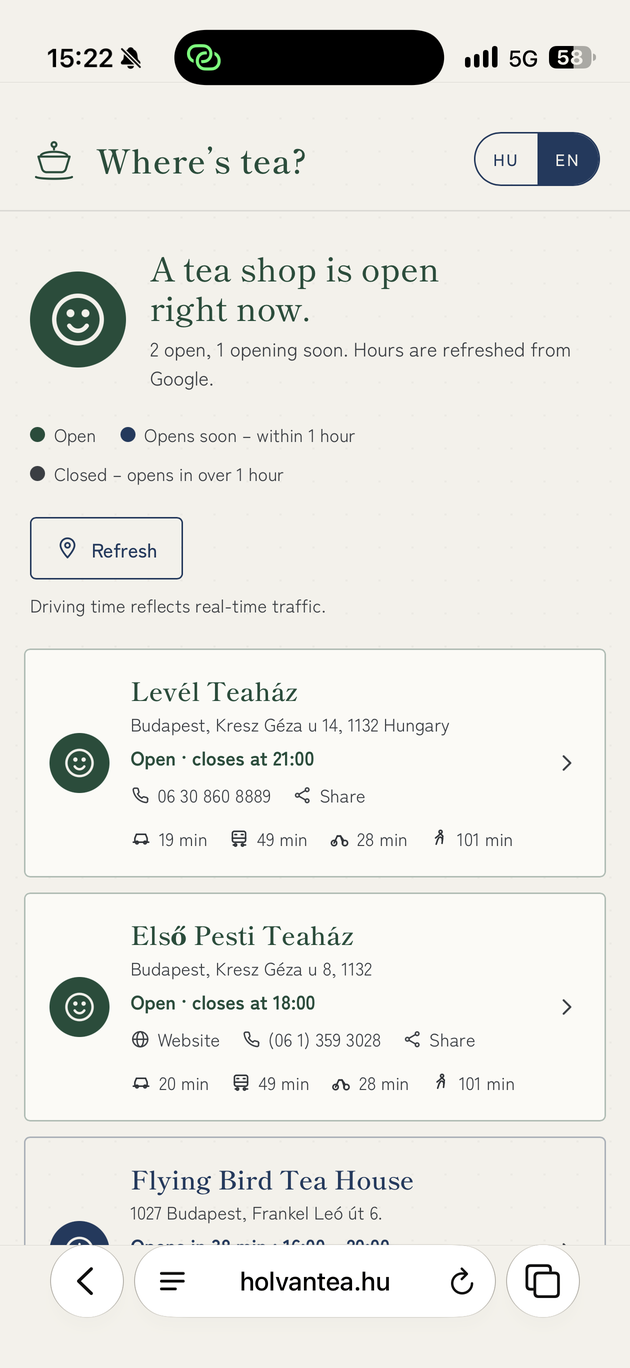 15:22
5G
58
Where's tea?
HU
EN
A tea shop is open
right now.
2 open, 1 opening soon. Hours are refreshed from
Google.
Open
Opens soon – within 1 hour
Closed – opens in over 1 hour
Refresh
Driving time reflects real-time traffic.
Levél Teaház
Budapest, Kresz Géza u 14, 1132 Hungary
Open · closes at 21:00
06 30 860 8889
Share
19 min
49 min
28 min
101 min
Első Pesti Teaház
Budapest, Kresz Géza u 8, 1132
Open · closes at 18:00
Website
(06 1) 359 3028
Share
20 min
49 min
28 min
101 min
Flying Bird Tea House
1027 Budapest, Frankel Leó út 6.
holvantea.hu